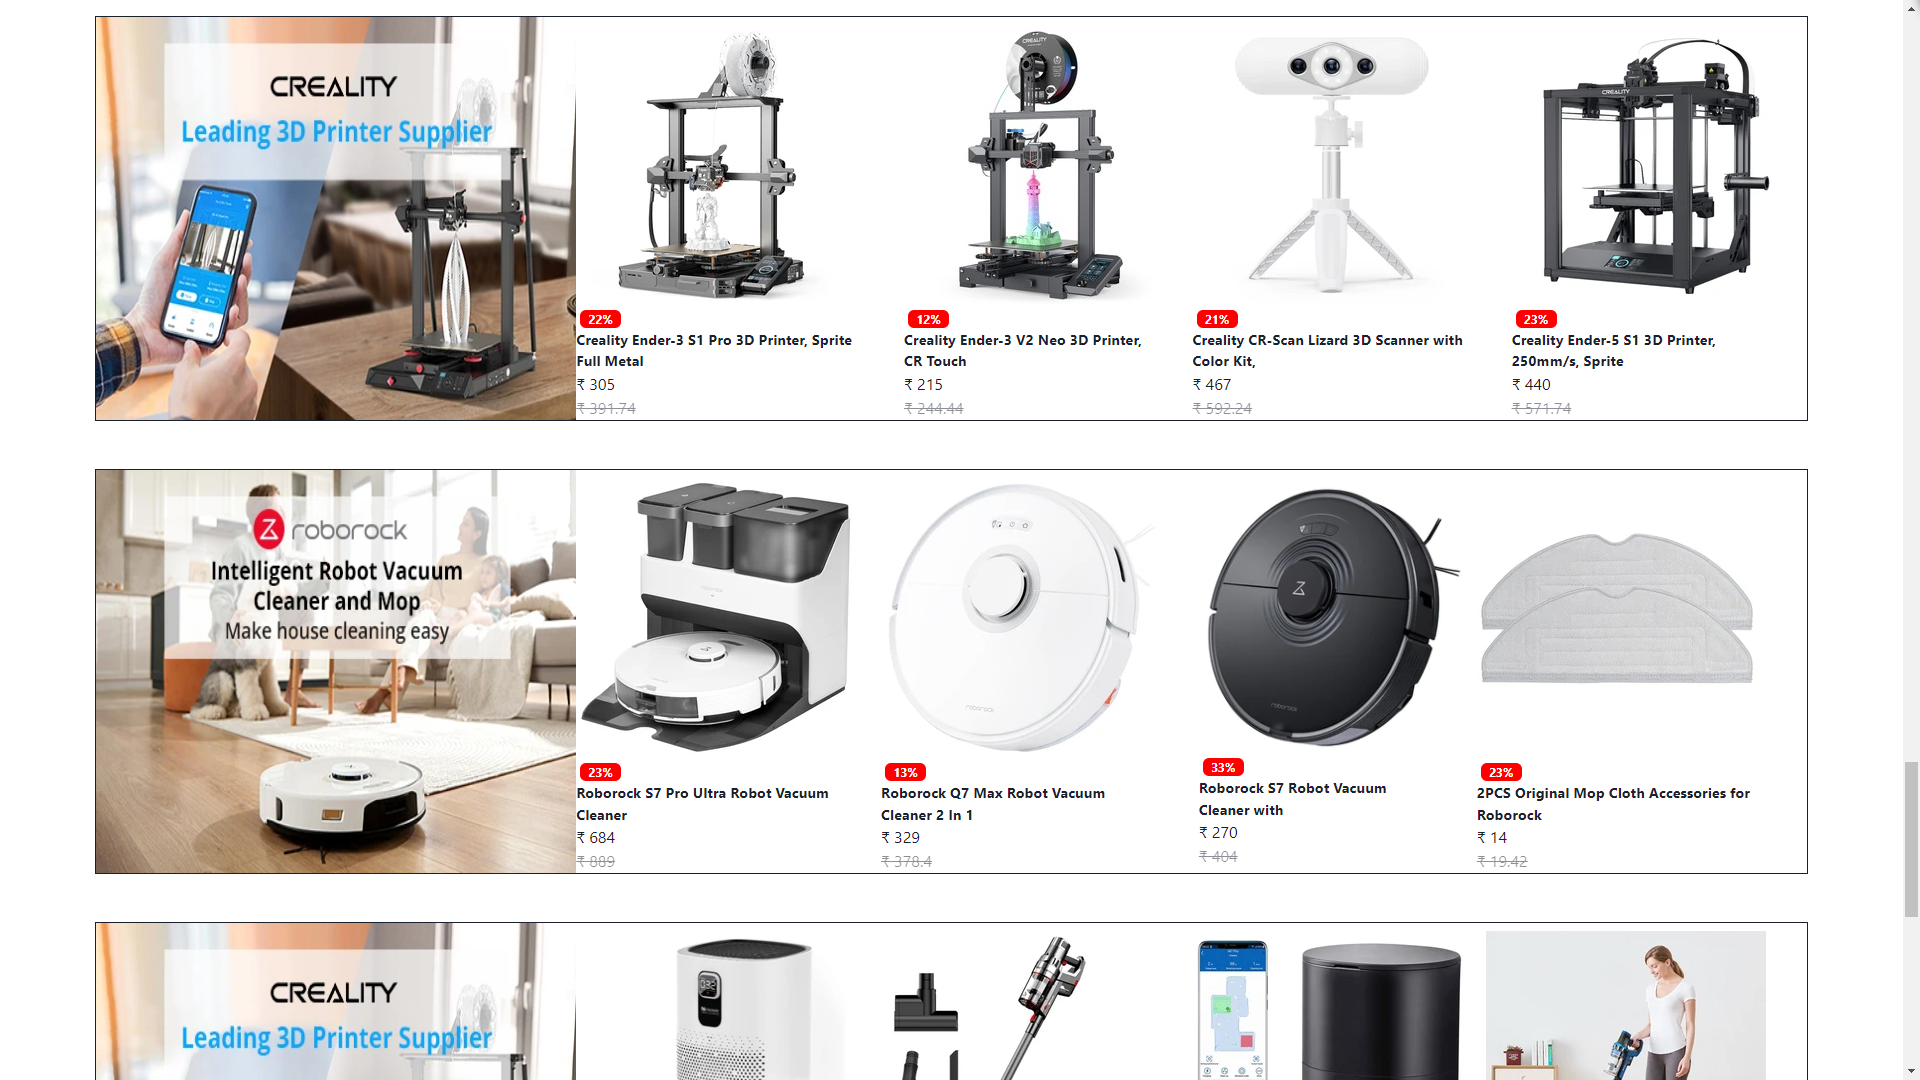 CREALITY
Leading 3D Printer Supplier
CREALITY
CREALITY
22%
Creality Ender-3 S1 Pro 3D Printer, Sprite
Full Metal
₹ 305
₹ 391.74
12%
Creality Ender-3 V2 Neo 3D Printer,
CR Touch
₹ 215
₹ 244.44
21%
Creality CR-Scan Lizard 3D Scanner with
Color Kit,
₹ 467
₹ 592.24
23%
Creality Ender-5 S1 3D Printer,
250mm/s, Sprite
₹ 440
₹ 571.74
roborock
Intelligent Robot Vacuum
Cleaner and Mop
Make house cleaning easy
roborock
roborock
23%
Roborock S7 Pro Ultra Robot Vacuum
Cleaner
₹ 684
₹ 889
13%
Roborock Q7 Max Robot Vacuum
Cleaner 2 In 1
₹ 329
₹ 378.4
33%
Roborock S7 Robot Vacuum
Cleaner with
₹ 270
₹ 404
23%
2PCS Original Mop Cloth Accessories for
Roborock
₹ 14
₹ 19.42
CREALITY
Leading 3D Printer Supplier